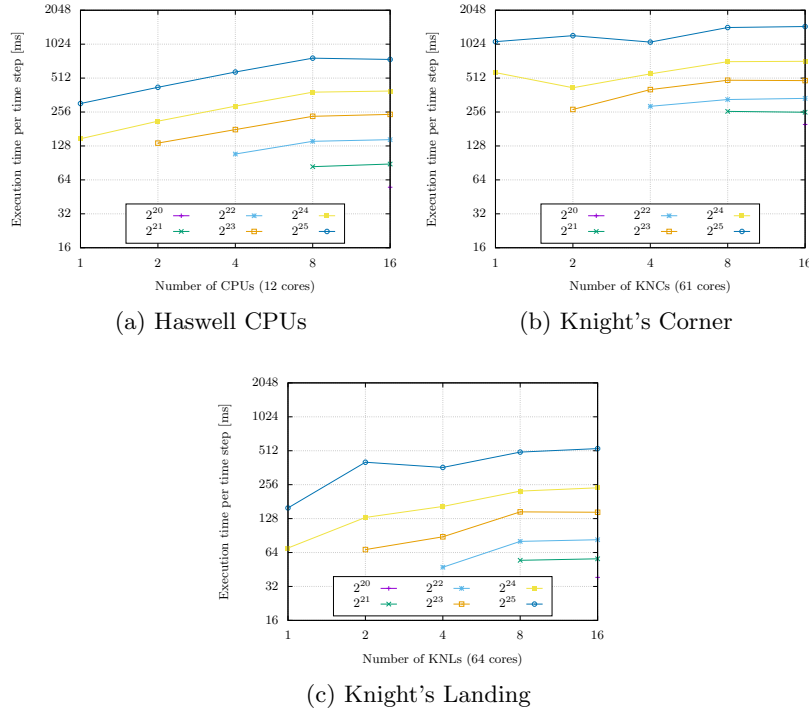 2048
1024
512
256
128
64
32
16
Execution time per time step [ms]
2^20 2^22 2^24
2^21 2^23 2^25
1 2 4 8 16
Number of CPUs (12 cores)
(a) Haswell CPUs
2048
1024
512
256
128
64
32
16
Execution time per time step [ms]
2^20 2^22 2^24
2^21 2^23 2^25
1 2 4 8 16
Number of KNCs (61 cores)
(b) Knight's Corner
2048
1024
512
256
128
64
32
16
Execution time per time step [ms]
2^20 2^22 2^24
2^21 2^23 2^25
1 2 4 8 16
Number of KNLs (64 cores)
(c) Knight's Landing